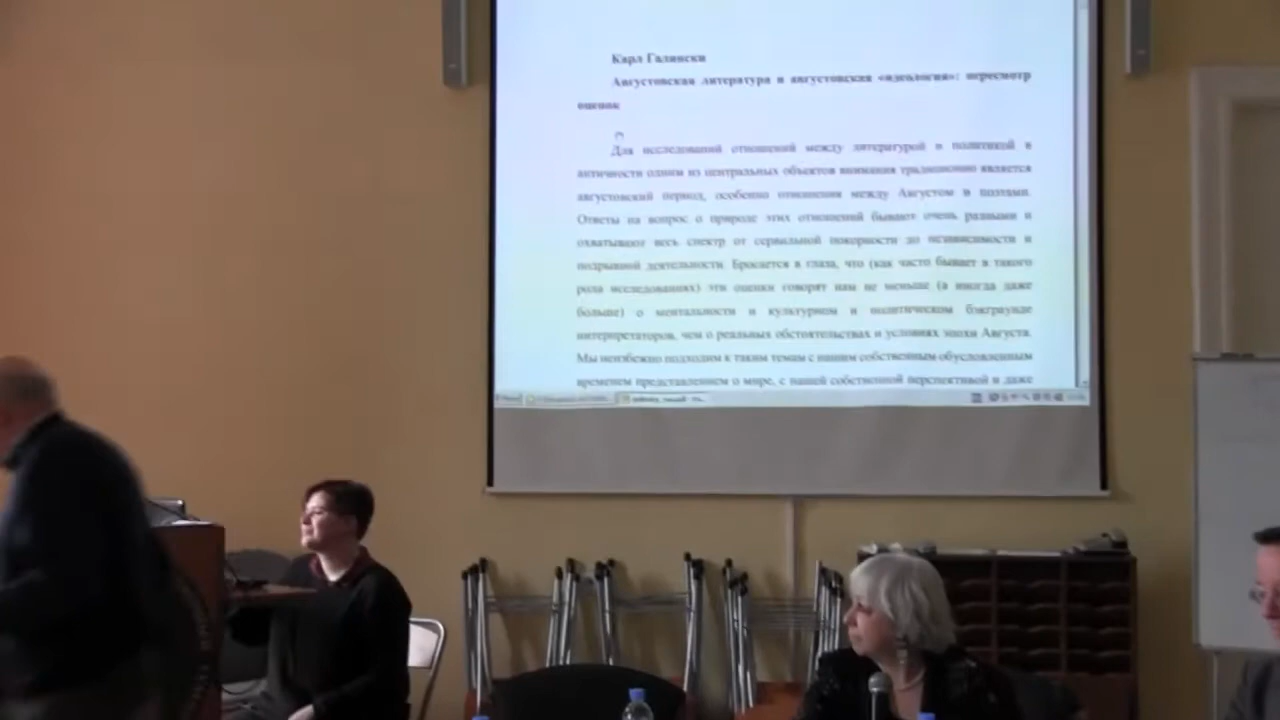 Карл Галински
Августовская литература и августовская «идеология»: пересмотр
оценок
Для исследований отношений между литературой и политикой в
античности одним из центральных объектов внимания традиционно является
августовский период, особенно отношения между Августом и поэтами.
Ответы на вопрос о природе этих отношений бывают очень разными и
охватывают весь спектр от сервильной покорности до независимости и
подрывной деятельности. Бросается в глаза, что (как часто бывает в такого
рода исследованиях) эти оценки говорят нам не меньше (а иногда даже
больше) о ментальности и культурном и политическом бэкграунде
интерпретаторов, чем о реальных обстоятельствах и условиях эпохи Августа.
Мы неизбежно подходим к таким темам с нашим собственным обусловленным
временем представлением о мире, с нашей собственной перспективой и даже